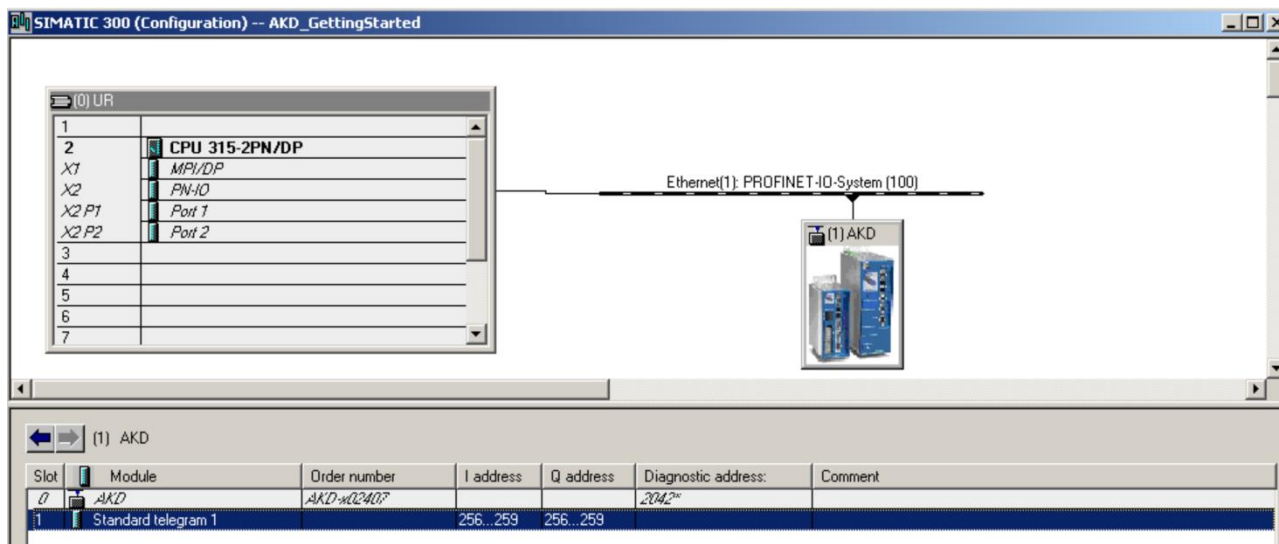 SIMATIC 300 (Configuration) -- AKD_GettingStarted
(0) UR
1
2 CPU 315-2PN/DP
X1 MPI/DP
X2 PN-IO
X2 P1 Port 1
X2 P2 Port 2
3
4
5
6
7
Ethernet(1): PROFINET-IO-System (100)
(1) AKD
(1) AKD
Slot Module Order number I address Q address Diagnostic address: Comment
0 AKD AKD-x02407 2042*
1 Standard telegram 1 256...259 256...259